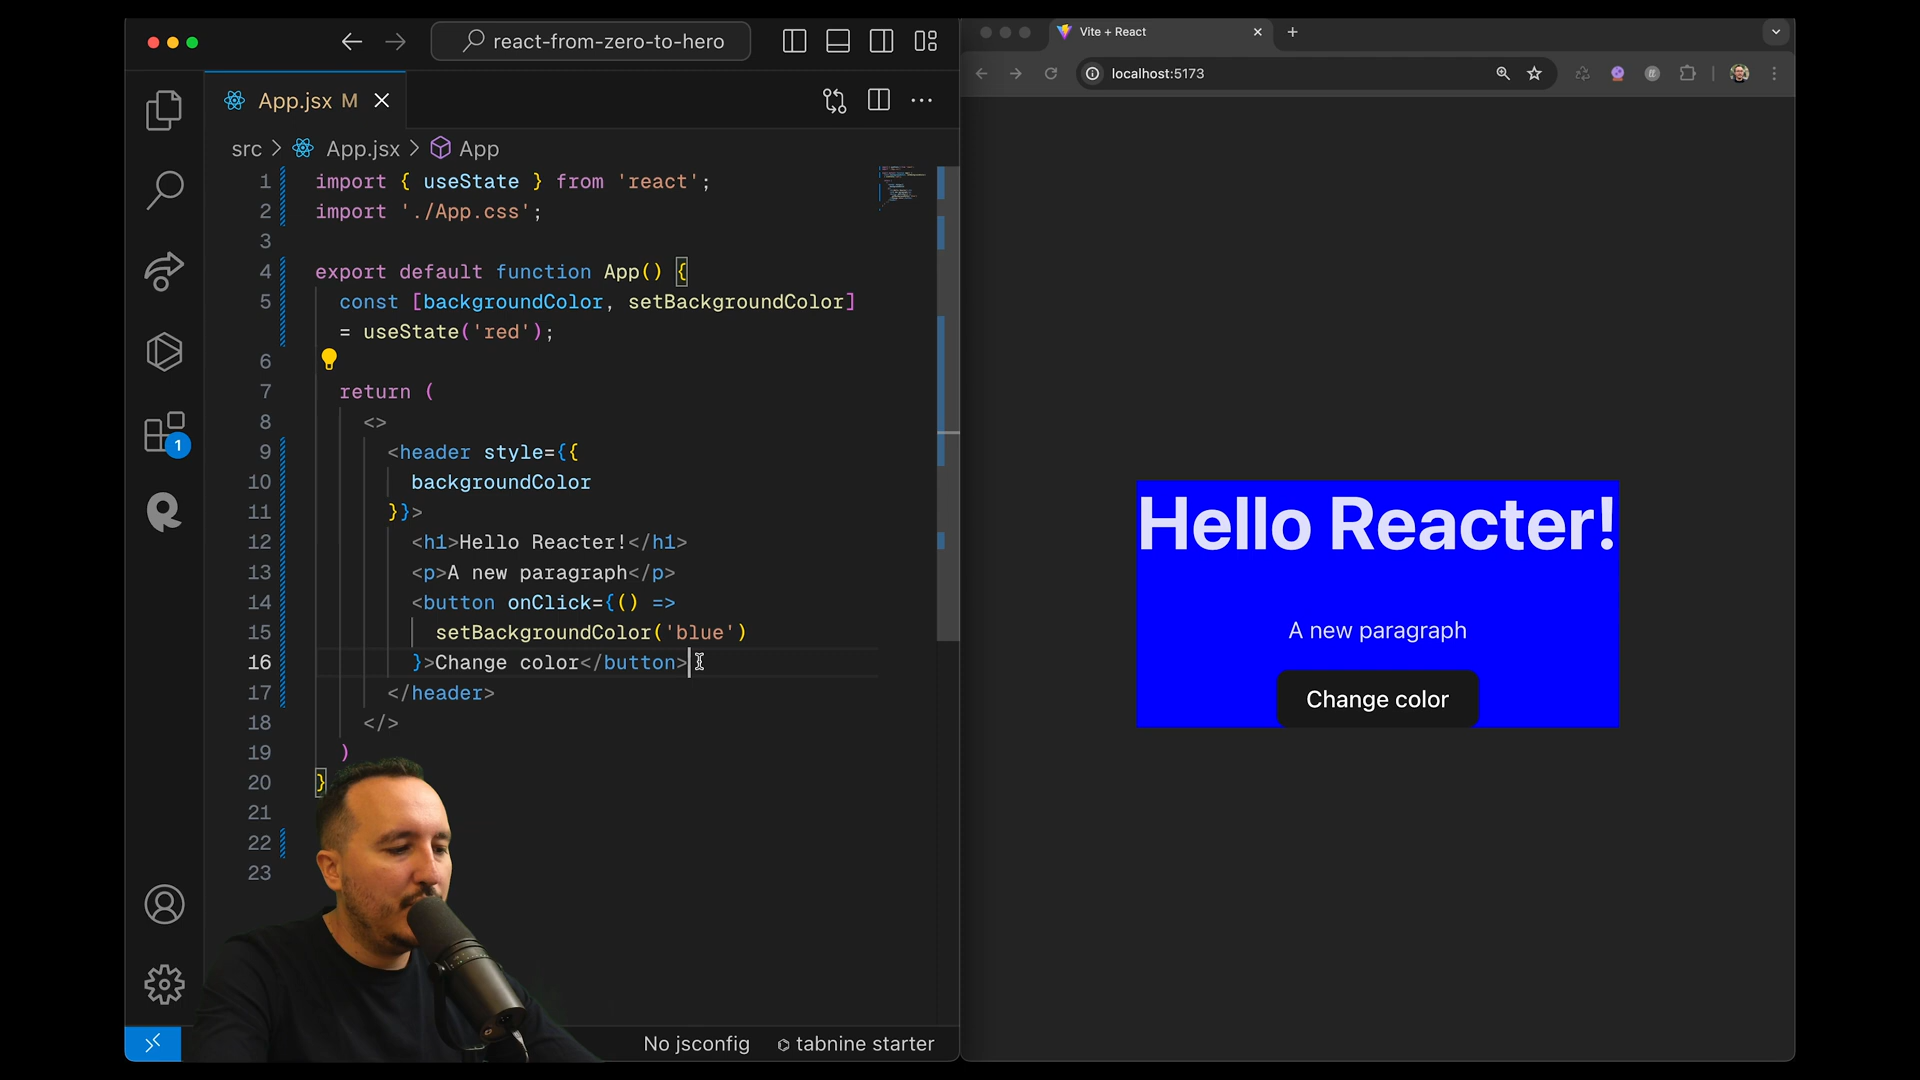 react-from-zero-to-hero
App.jsx M
src > App.jsx > App
1 import { useState } from 'react';
2 import './App.css';
3
4 export default function App() {
5 const [backgroundColor, setBackgroundColor]
= useState('red');
6
7 return (
8 <>
9 <header style={{
10 backgroundColor
11 }}>
12 <h1>Hello Reacter!</h1>
13 <p>A new paragraph</p>
14 <button onClick={() =>
15 setBackgroundColor('blue')
16 }>Change color</button>
17 </header>
18 </>
19 )
20 }
21
22
23
1
No jsconfig
tabnine starter
Vite + React
localhost:5173
Hello Reacter!
A new paragraph
Change color